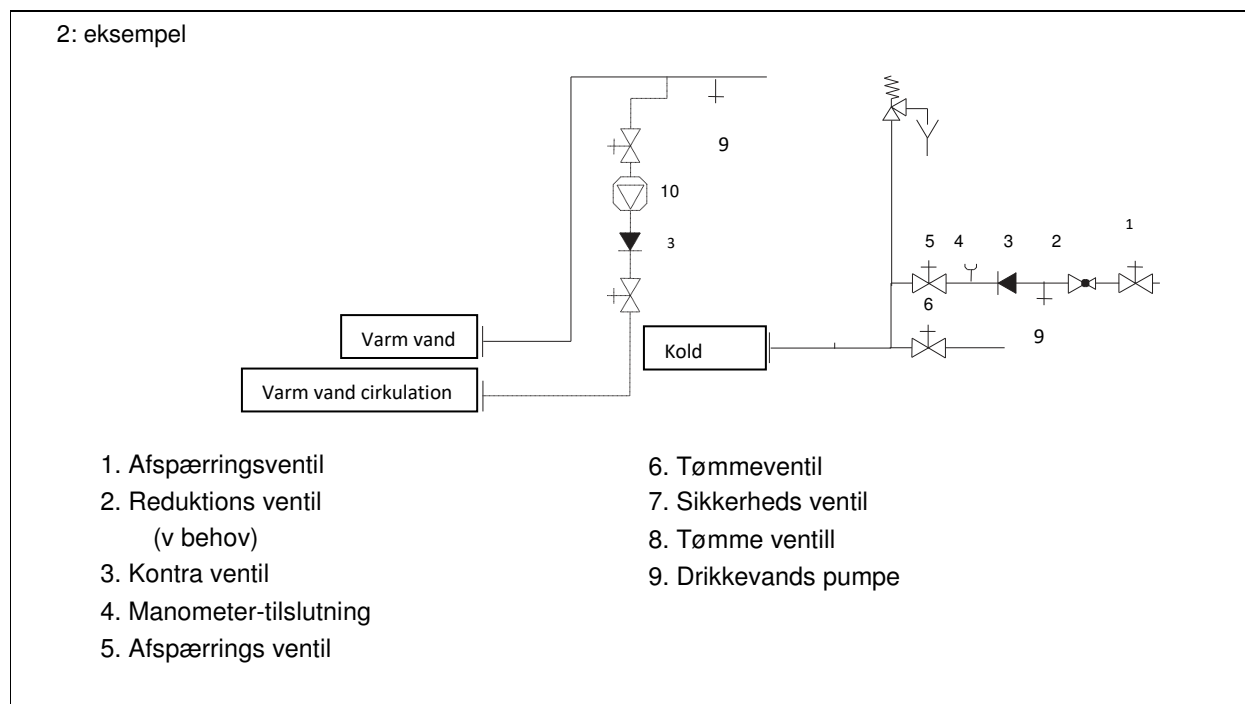 2: eksempel
9
10
3
5
4
3
2
1
6
9
Varm vand
Kold
Varm vand cirkulation
1. Afspærringsventil
2. Reduktions ventil
(v behov)
3. Kontra ventil
4. Manometer-tilslutning
5. Afspærrings ventil
6. Tømmeventil
7. Sikkerheds ventil
8. Tømme ventill
9. Drikkevands pumpe